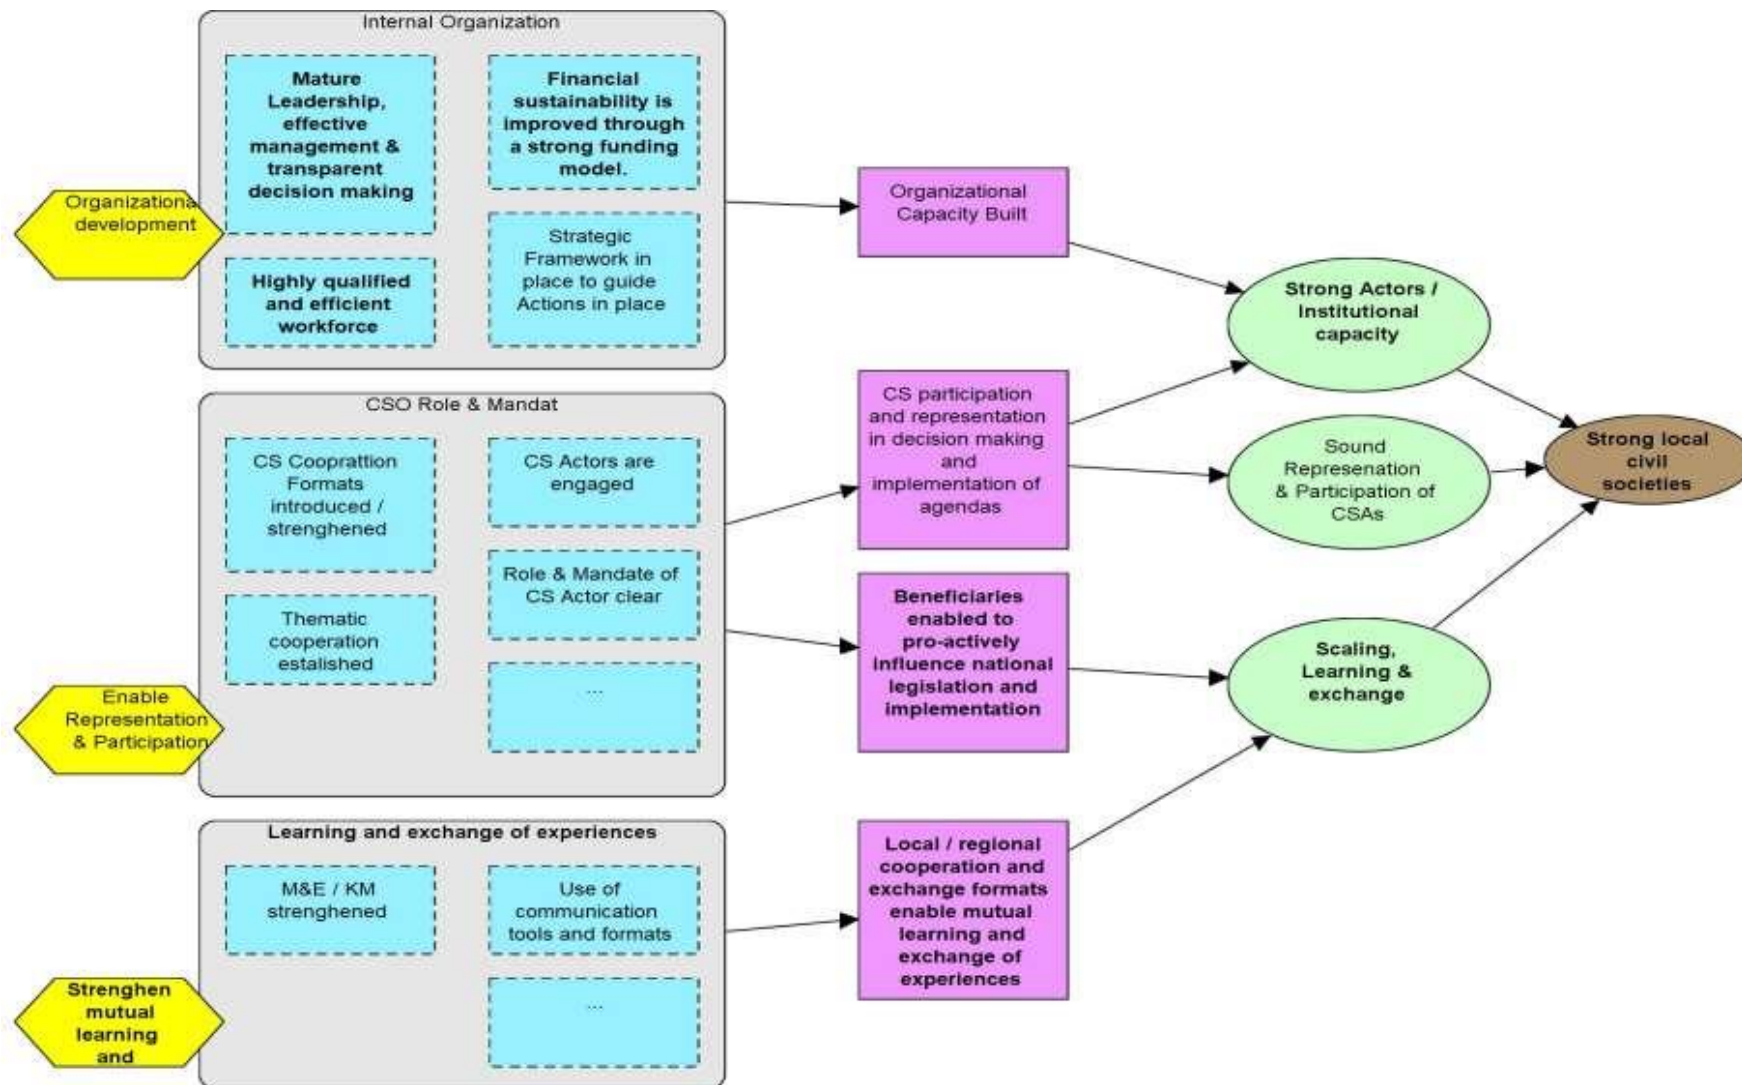 Internal Organization
Mature
Leadership,
effective
management &
transparent
decision making
Financial
sustainability is
improved through
a strong funding
model.
Organizational
development
Highly qualified
and efficient
workforce
Strategic
Framework in
place to guide
Actions in place
Organizational
Capacity Built
Strong Actors /
Institutional
capacity
CSO Role & Mandat
CS Cooprattion
Formats
introduced /
strenghened
CS Actors are
engaged
Thematic
cooperation
estalished
Role & Mandate of
CS Actor clear
...
Enable
Representation
& Participation
CS participation
and representation
in decision making
and
implementation of
agendas
Sound
Represenation
& Participation of
CSAs
Strong local
civil
societies
Beneficiaries
enabled to
pro-actively
influence national
legislation and
implementation
Scaling,
Learning &
exchange
Learning and exchange of experiences
M&E / KM
strenghened
Use of
communication
tools and formats
...
Strenghen
mutual
learning
and
Local / regional
cooperation and
exchange formats
enable mutual
learning and
exchange of
experiences